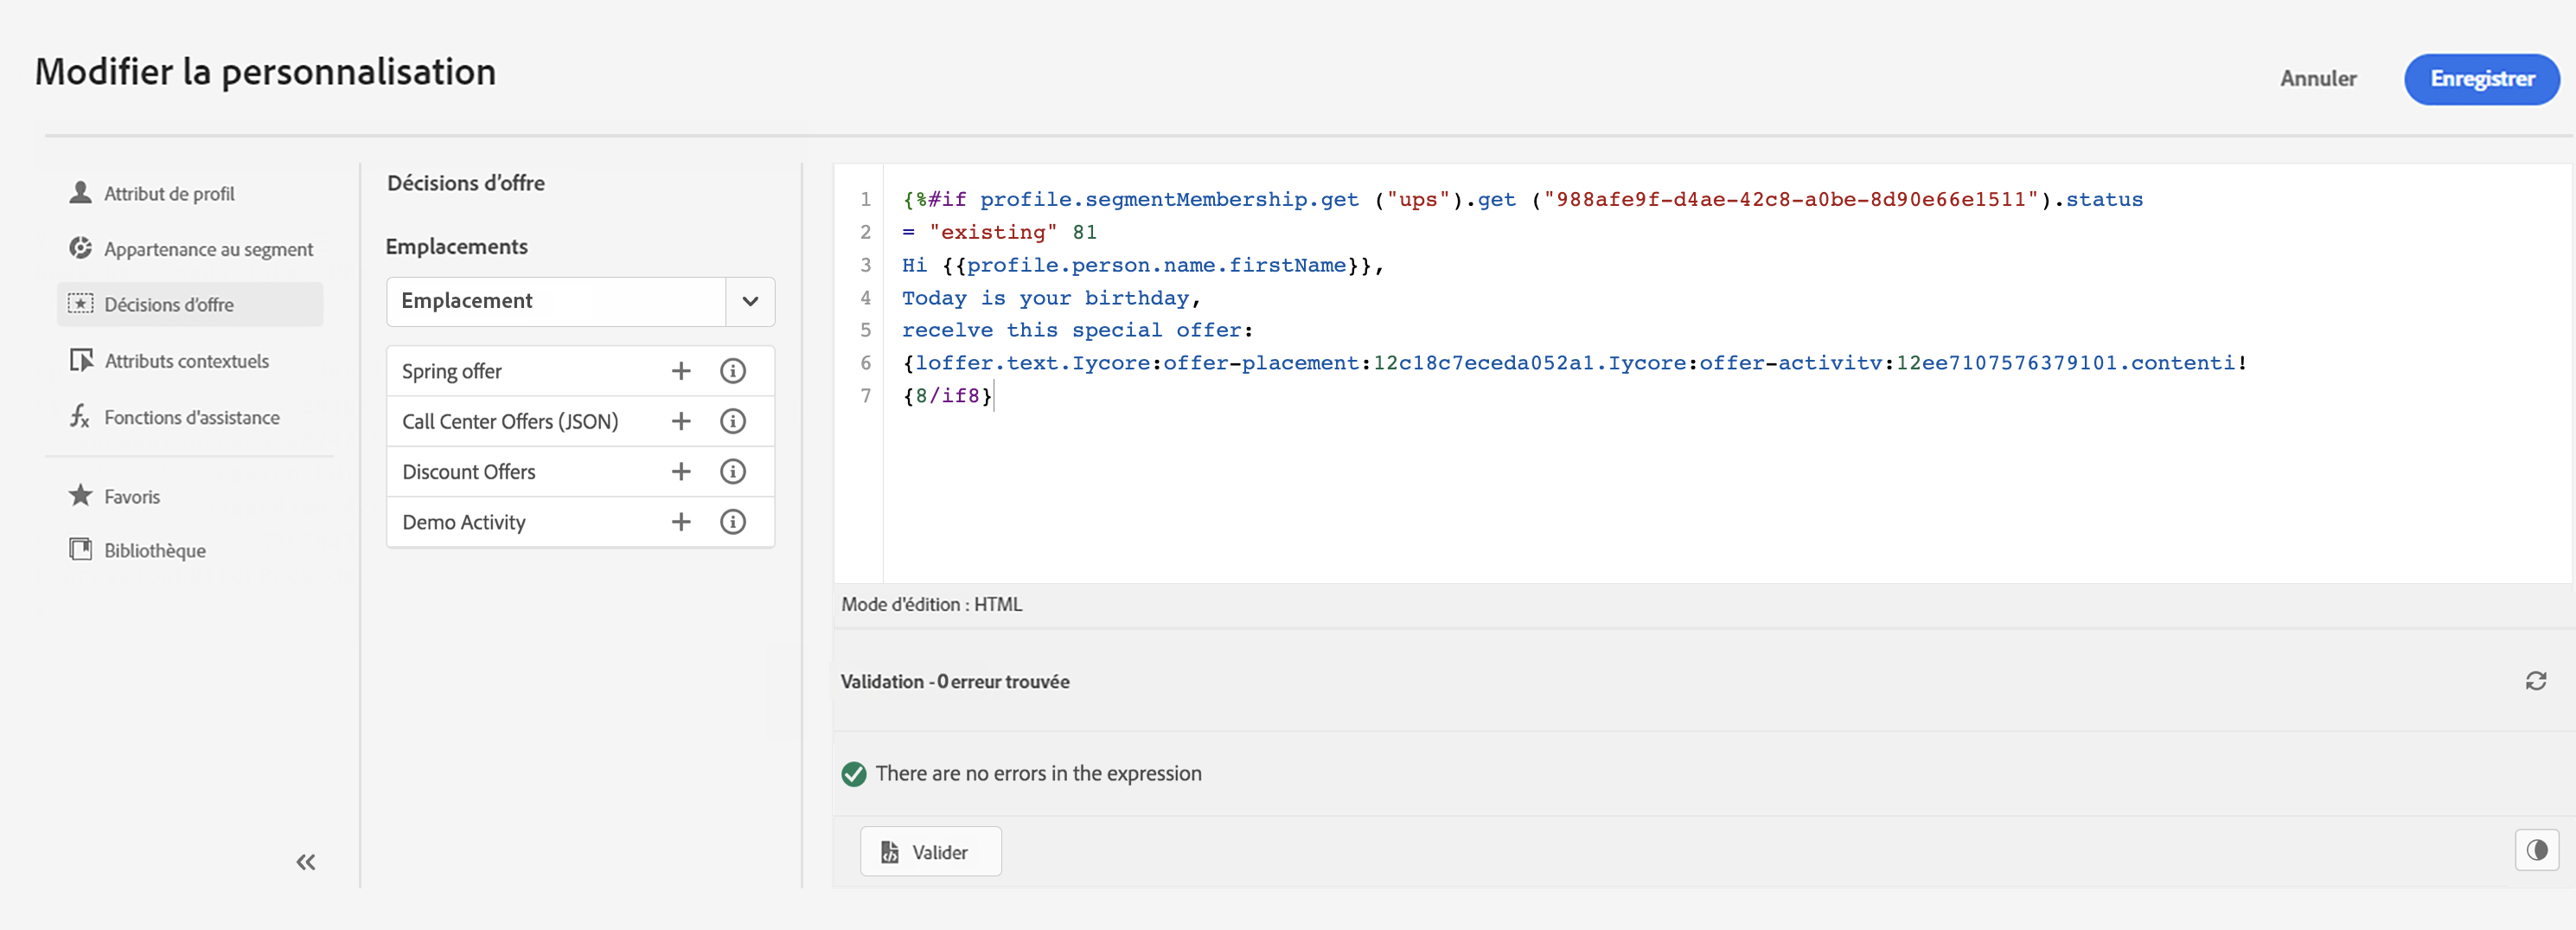 Modifier la personnalisation
Annuler
Enregistrer
Attribut de profil
Appartenance au segment
Décisions d'offre
Attributs contextuels
Fonctions d'assistance
Favoris
Bibliothèque
Décisions d'offre
Emplacements
Emplacement
Spring offer
Call Center Offers (JSON)
Discount Offers
Demo Activity
1 {%#if profile.segmentMembership.get ("ups").get ("988afe9f-d4ae-42c8-a0be-8d90e66e1511").status
2 = "existing" 81
3 Hi {{profile.person.name.firstName}},
4 Today is your birthday,
5 recelve this special offer:
6 {loffer.text.Iycore:offer-placement:12c18c7eceda052a1.Iycore:offer-activitv:12ee7107576379101.contenti!
7 {8/if8}
Mode d'édition : HTML
Validation - 0 erreur trouvée
There are no errors in the expression
Valider